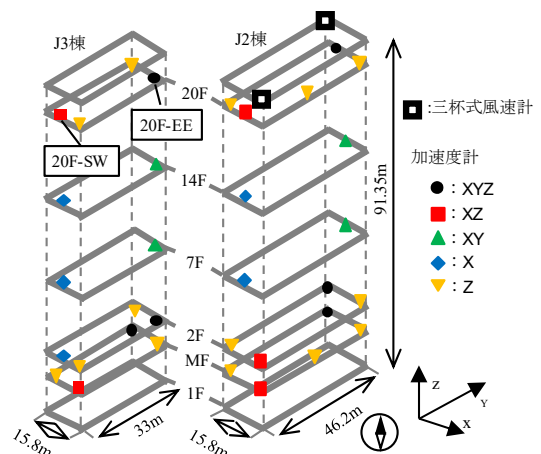 J3棟
J2棟
20F
20F-EE
20F-SW
14F
7F
2F
MF
1F
15.8m
33m
15.8m
46.2m
91.35m
:三杯式風速計
加速度計
: XYZ
: XZ
: XY
: X
: Z
Z
Y
X